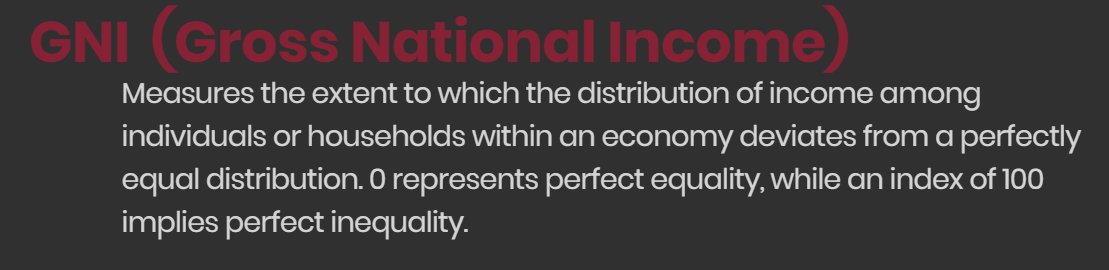 GNI (Gross National Income)
Measures the extent to which the distribution of income among
individuals or households within an economy deviates from a perfectly
equal distribution. 0 represents perfect equality, while an index of 100
implies perfect inequality.